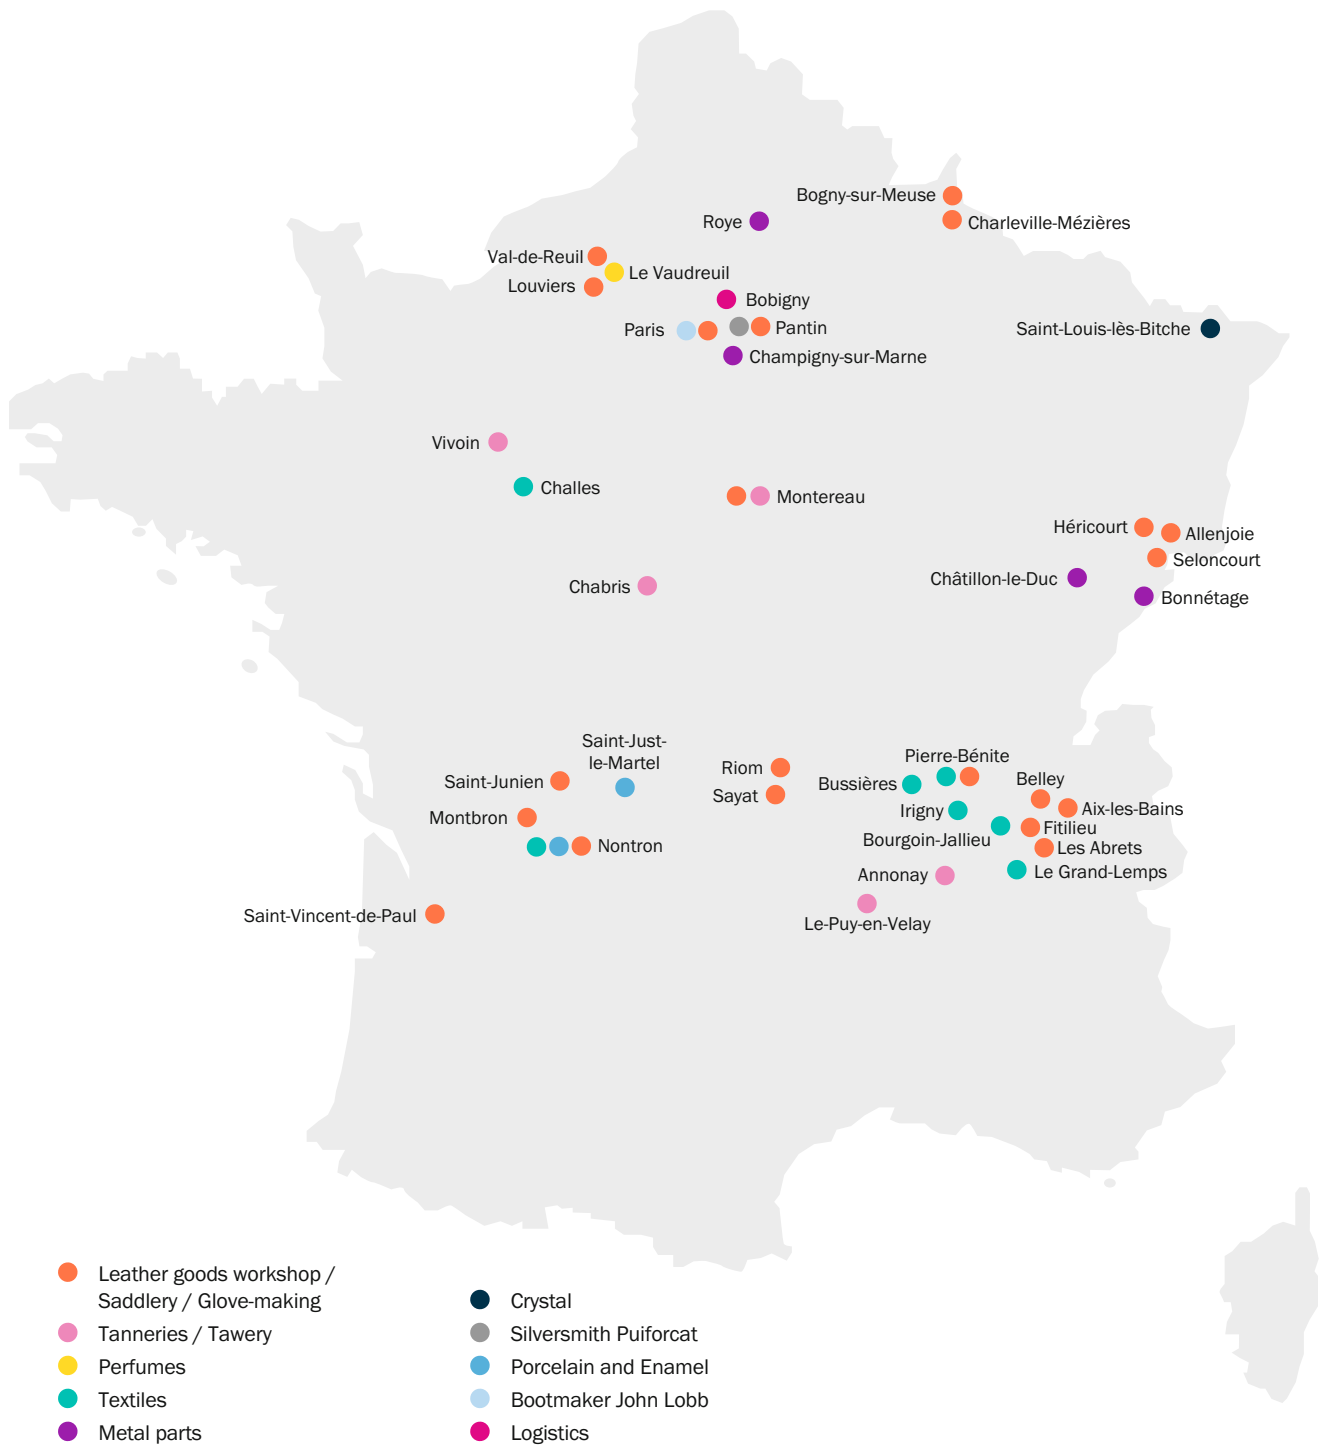 Bogny-sur-Meuse
Roye
Charleville-Mézières
Val-de-Reuil
Le Vaudreuil
Louviers
Bobigny
Paris
Pantin
Saint-Louis-lès-Bitche
Champigny-sur-Marne
Vivoin
Challes
Montereau
Héricourt
Allenjoie
Seloncourt
Châtillon-le-Duc
Chabris
Bonnétage
Saint-Just-
le-Martel
Pierre-Bénite
Riom
Belley
Saint-Junien
Bussières
Sayat
Aix-les-Bains
Irigny
Montbron
Fitilieu
Bourgoin-Jallieu
Nontron
Les Abrets
Annonay
Le Grand-Lemps
Saint-Vincent-de-Paul
Le-Puy-en-Velay
Leather goods workshop /
Saddlery / Glove-making
Tanneries / Tawery
Perfumes
Textiles
Metal parts
Crystal
Silversmith Puiforcat
Porcelain and Enamel
Bootmaker John Lobb
Logistics